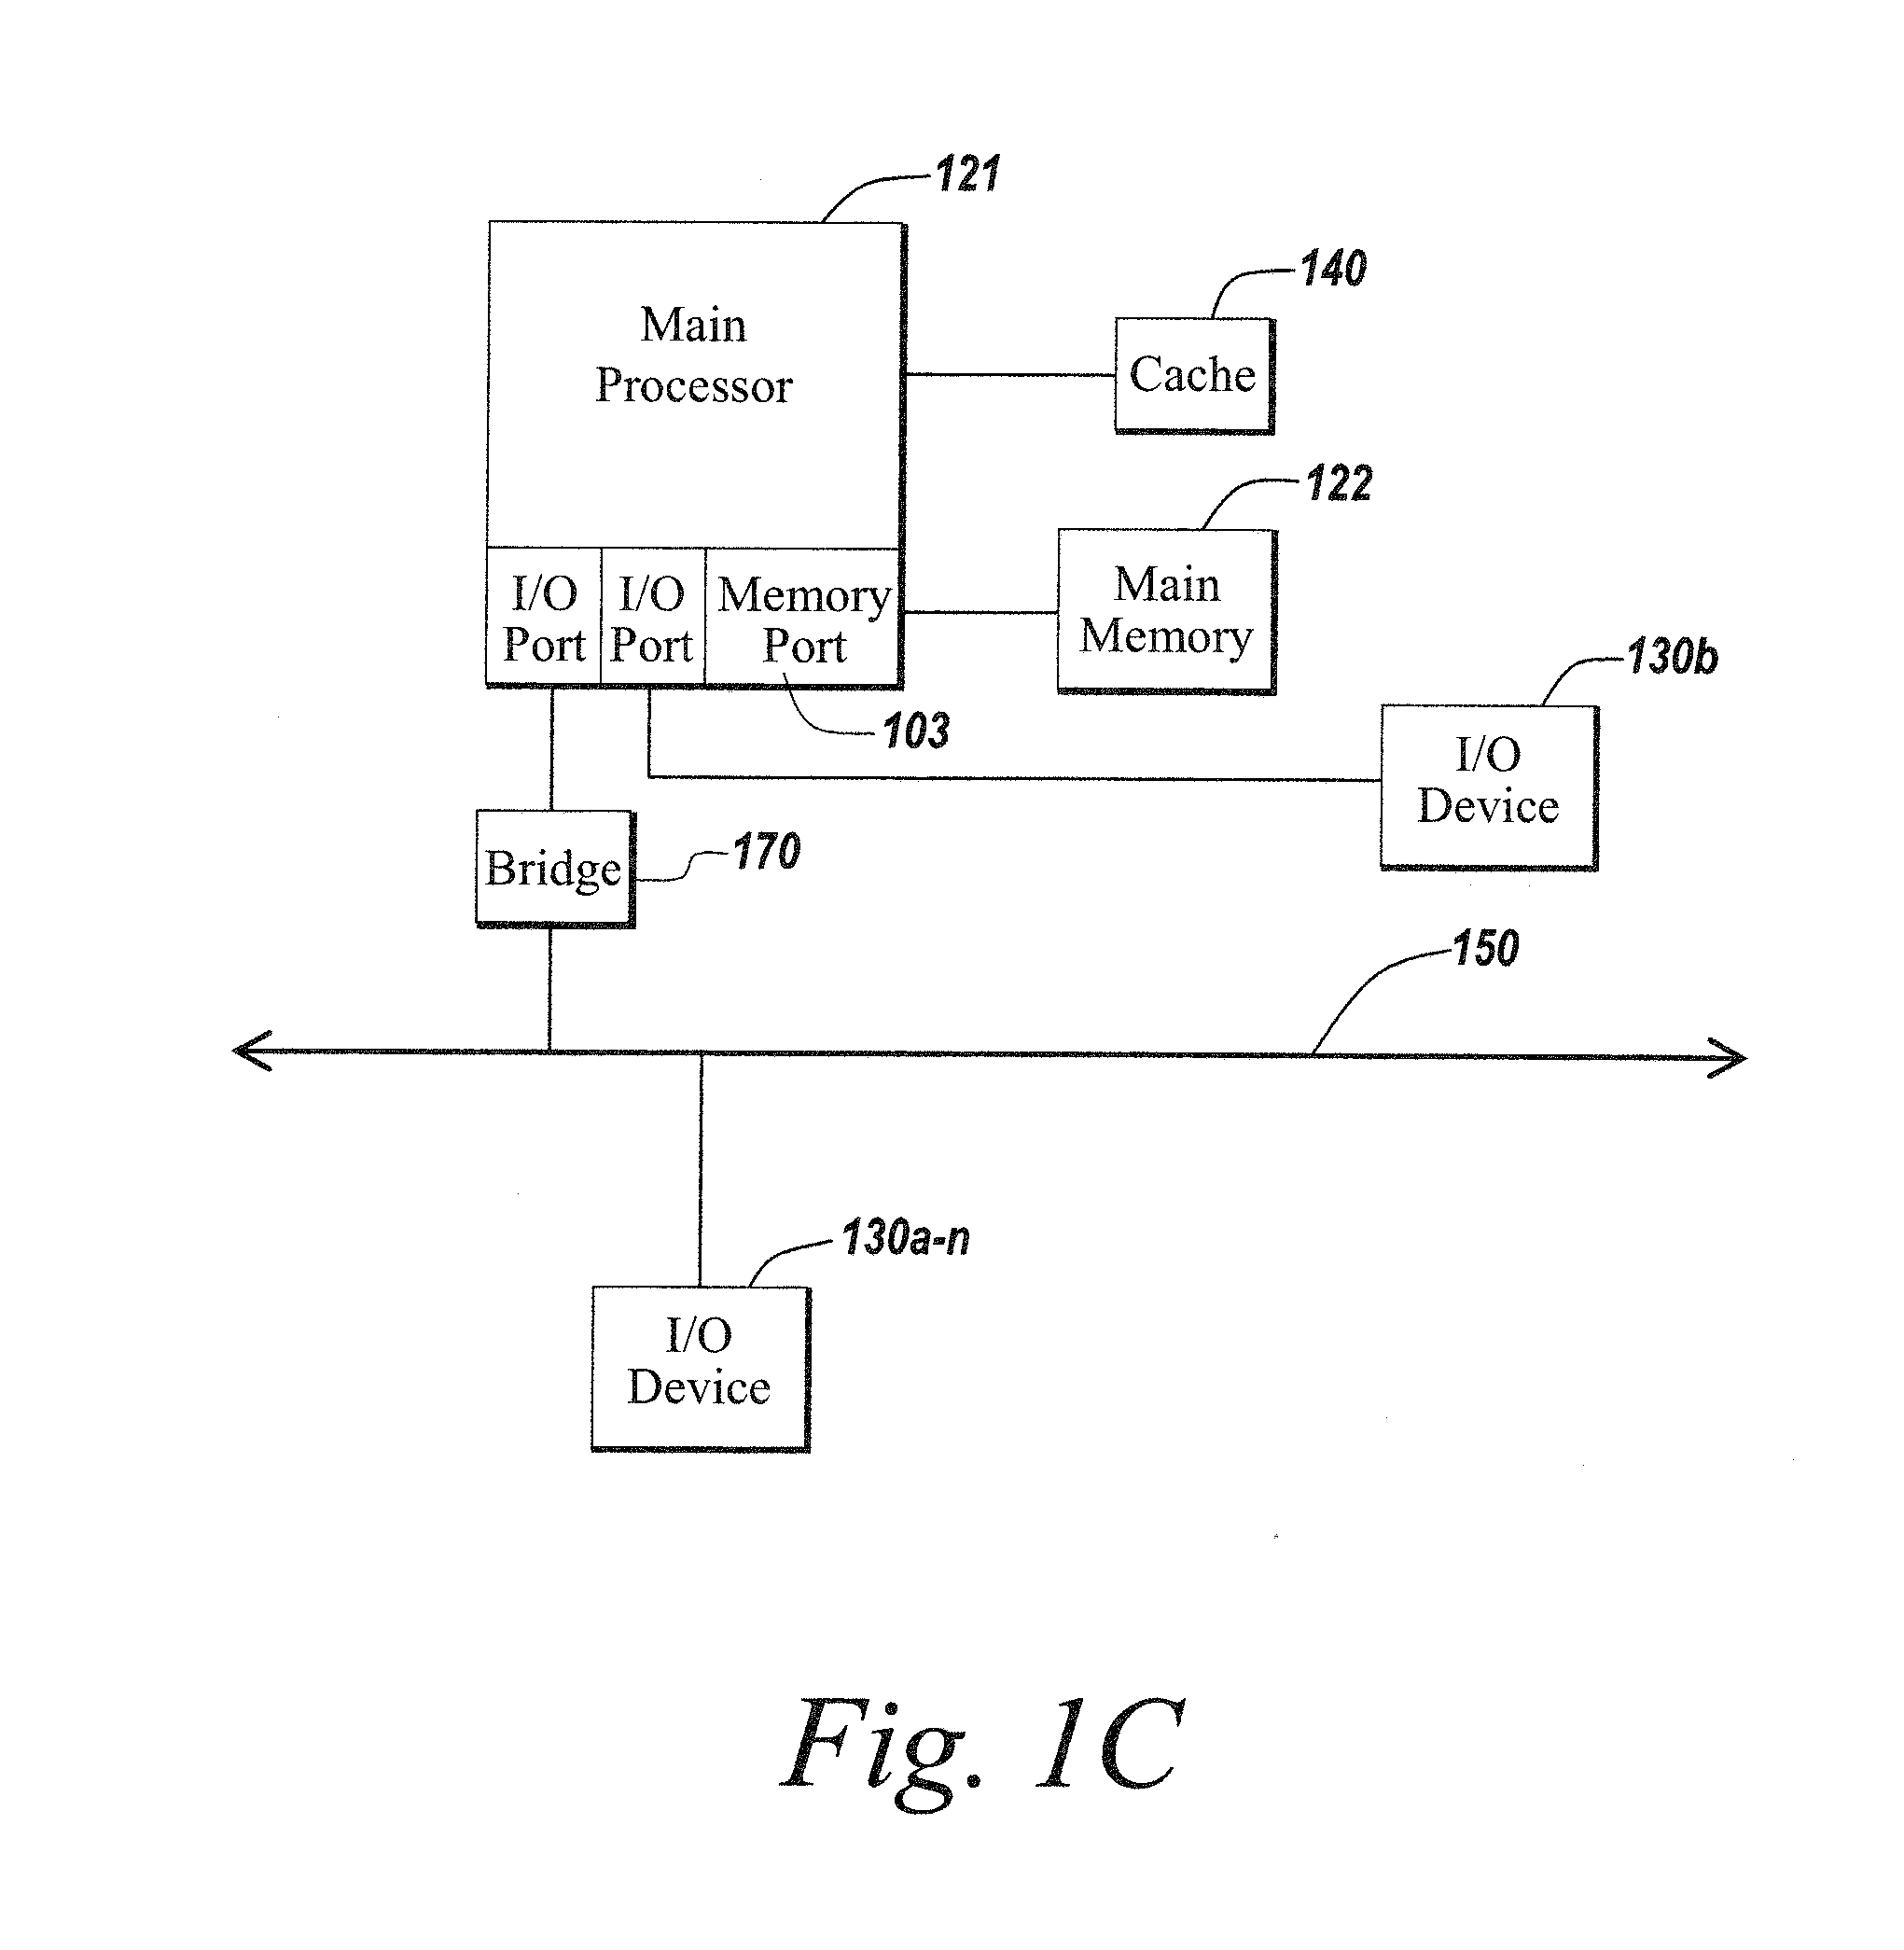 121
140
Main
Processor
Cache
122
I/O
Port
I/O
Port
Memory
Port
Main
Memory
130b
103
I/O
Device
170
Bridge
150
130a-n
I/O
Device
Fig. 1C